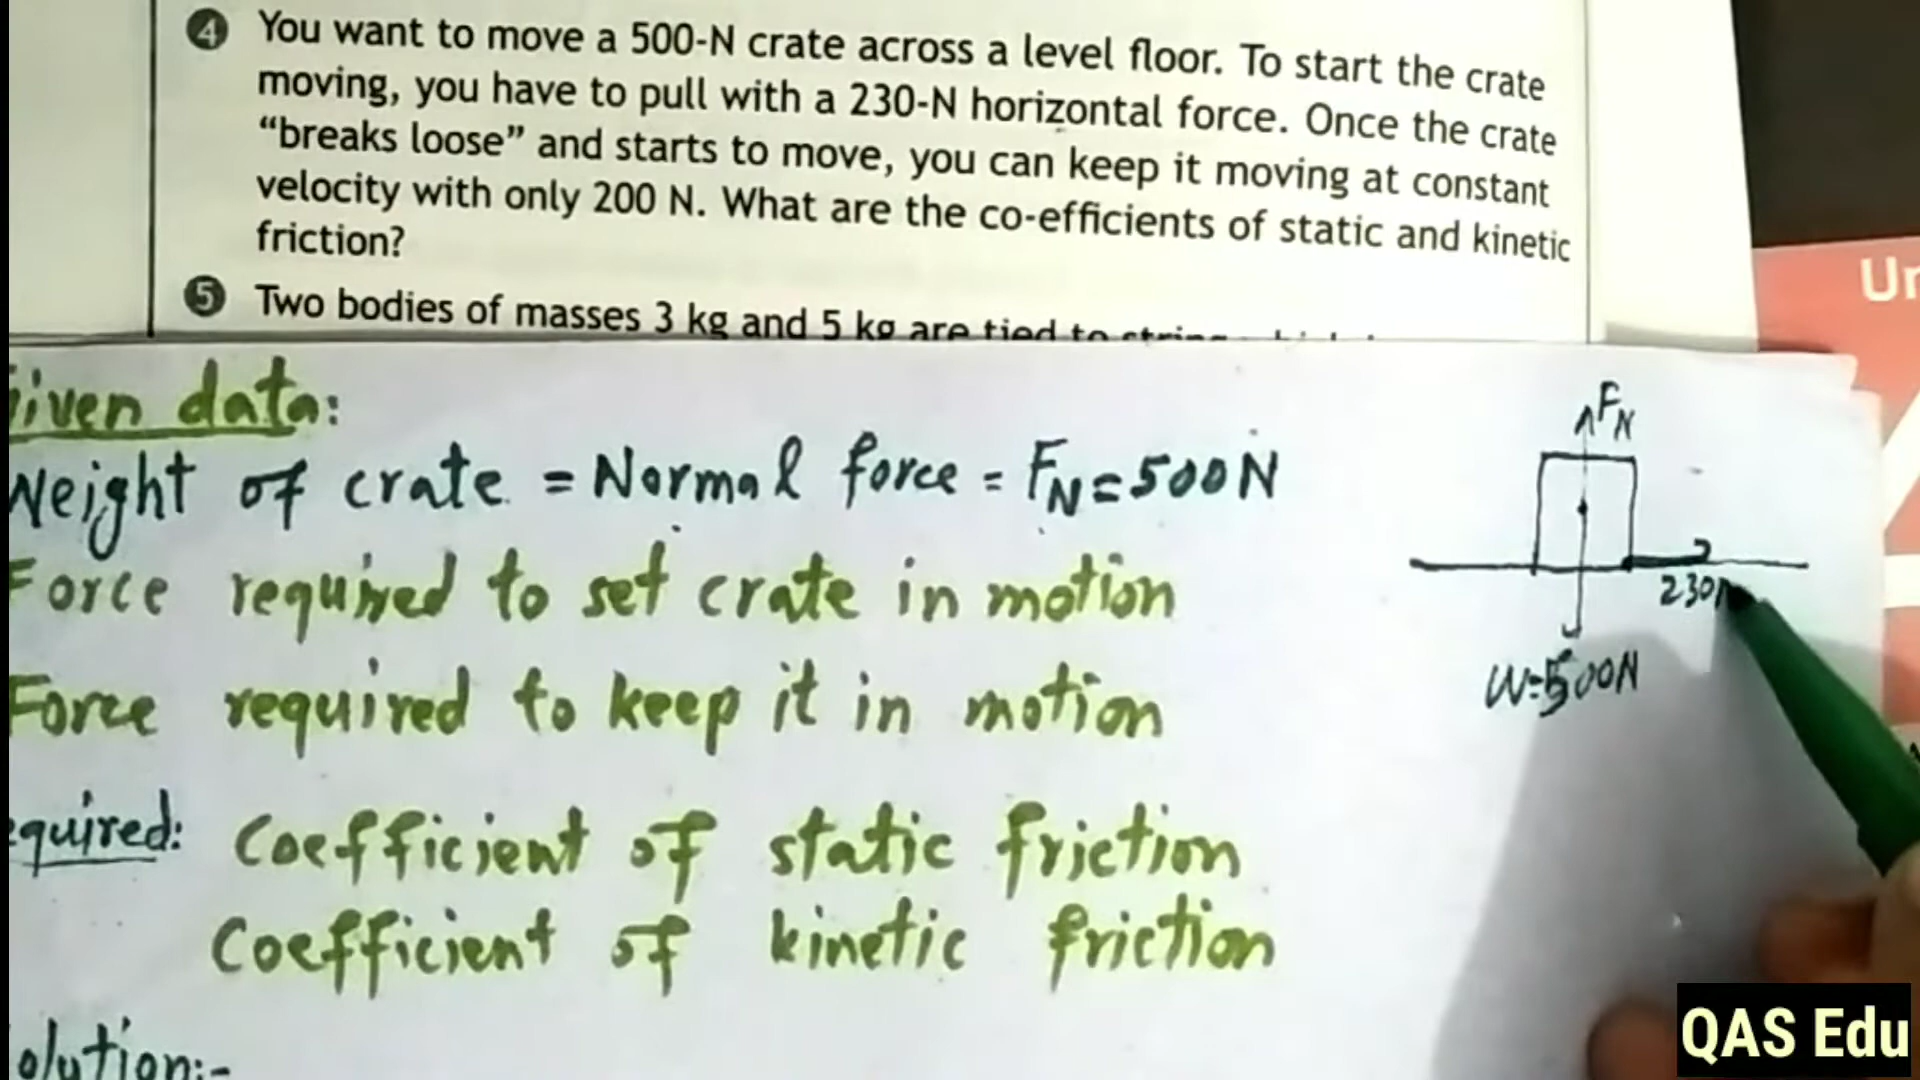 4 You want to move a 500-N crate across a level floor. To start the crate
moving, you have to pull with a 230-N horizontal force. Once the crate
“breaks loose” and starts to move, you can keep it moving at constant
velocity with only 200 N. What are the co-efficients of static and kinetic
friction?
5 Two bodies of masses 3 kg and 5 kg are tied to
Ur
iven data:
Weight of crate = Normal force = FN = 500N
Force required to set crate in motion
Force required to keep it in motion
equired: Coefficient of static friction
Coefficient of kinetic friction
olution:-
FN
230N
W=500N
QAS Edu